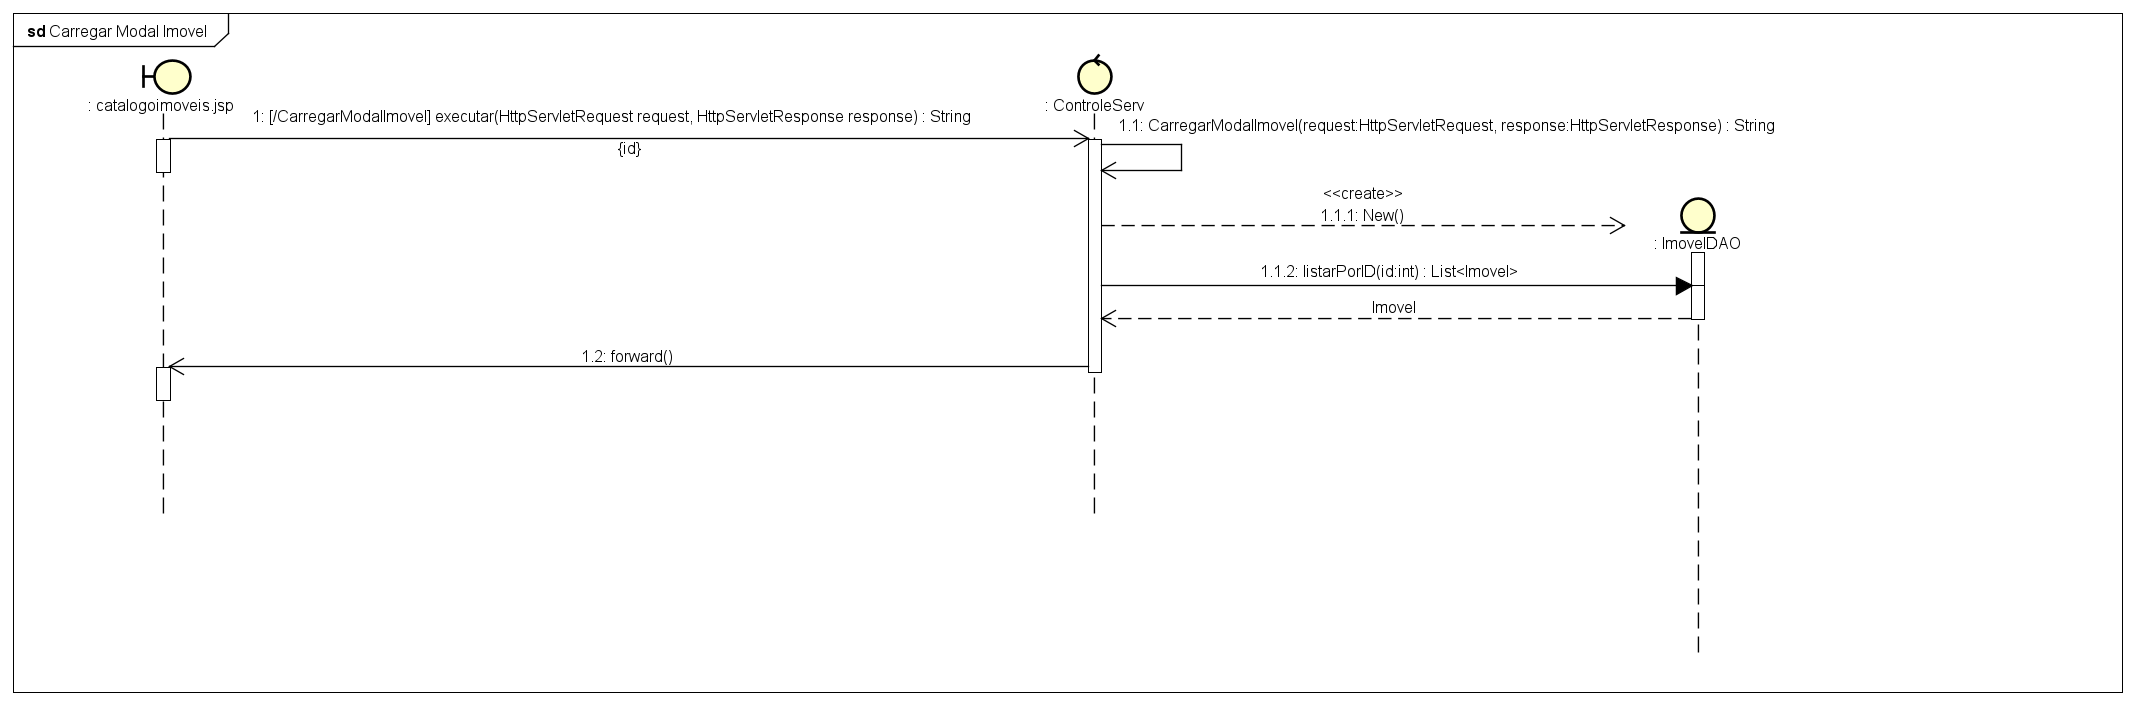 sd Carregar Modal Imovel
: catalogoimoveis.jsp
: ControleServ
1: [/CarregarModalImovel] executar(HttpServletRequest request, HttpServletResponse response) : String
{id}
1.1: CarregarModalImovel(request:HttpServletRequest, response:HttpServletResponse) : String
<<create>>
1.1.1: New()
: ImovelDAO
1.1.2: listarPorID(id:int) : List<Imovel>
Imovel
1.2: forward()